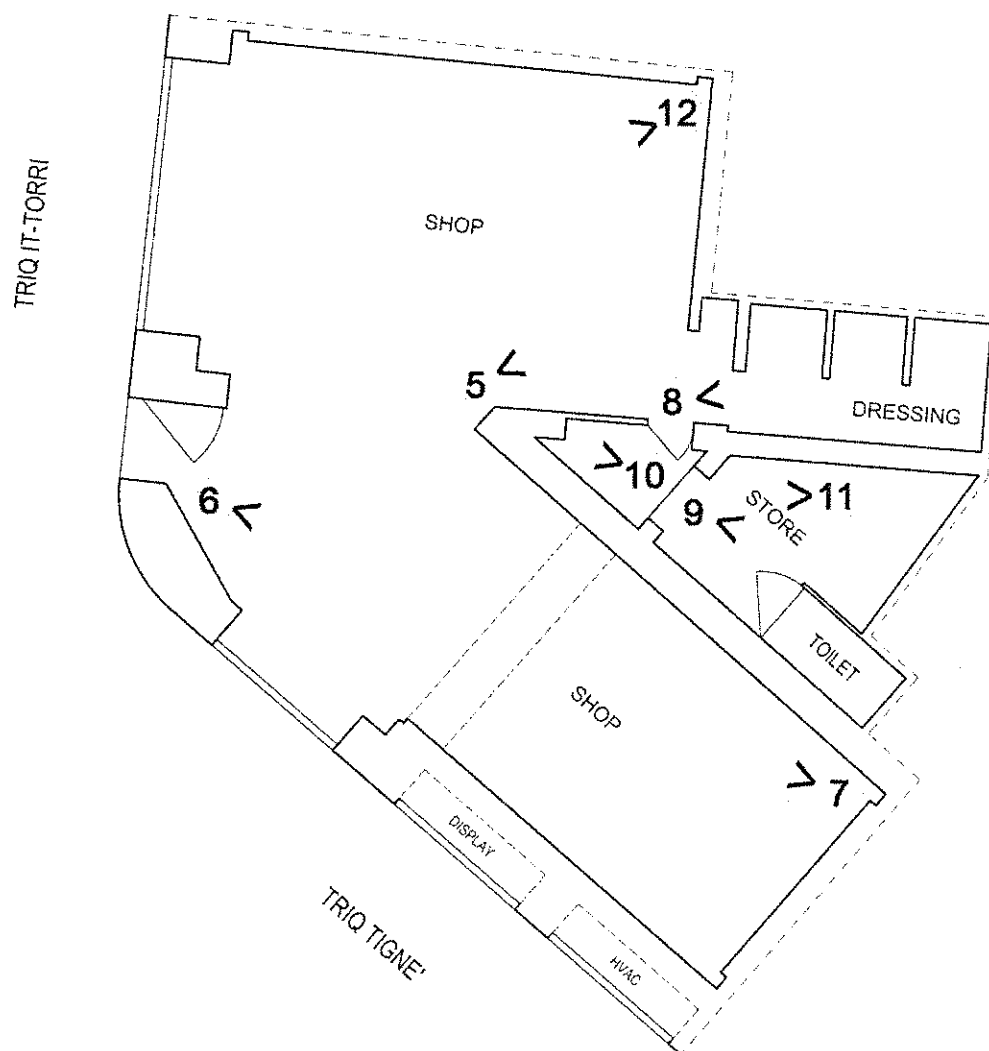 12
TRIQ IT-TORRI
SHOP
5
8
DRESSING
10
6
9
STORE
11
TOILET
SHOP
7
DISPLAY
TRIQ TIGNE'
HVAC